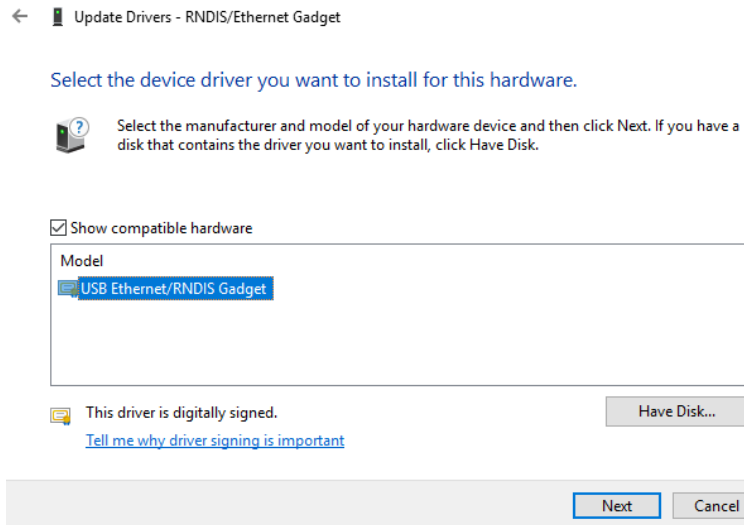 Update Drivers - RNDIS/Ethernet Gadget
Select the device driver you want to install for this hardware.
Select the manufacturer and model of your hardware device and then click Next. If you have a
disk that contains the driver you want to install, click Have Disk.
Show compatible hardware
Model
USB Ethernet/RNDIS Gadget
This driver is digitally signed.
Have Disk...
Tell me why driver signing is important
Next
Cancel